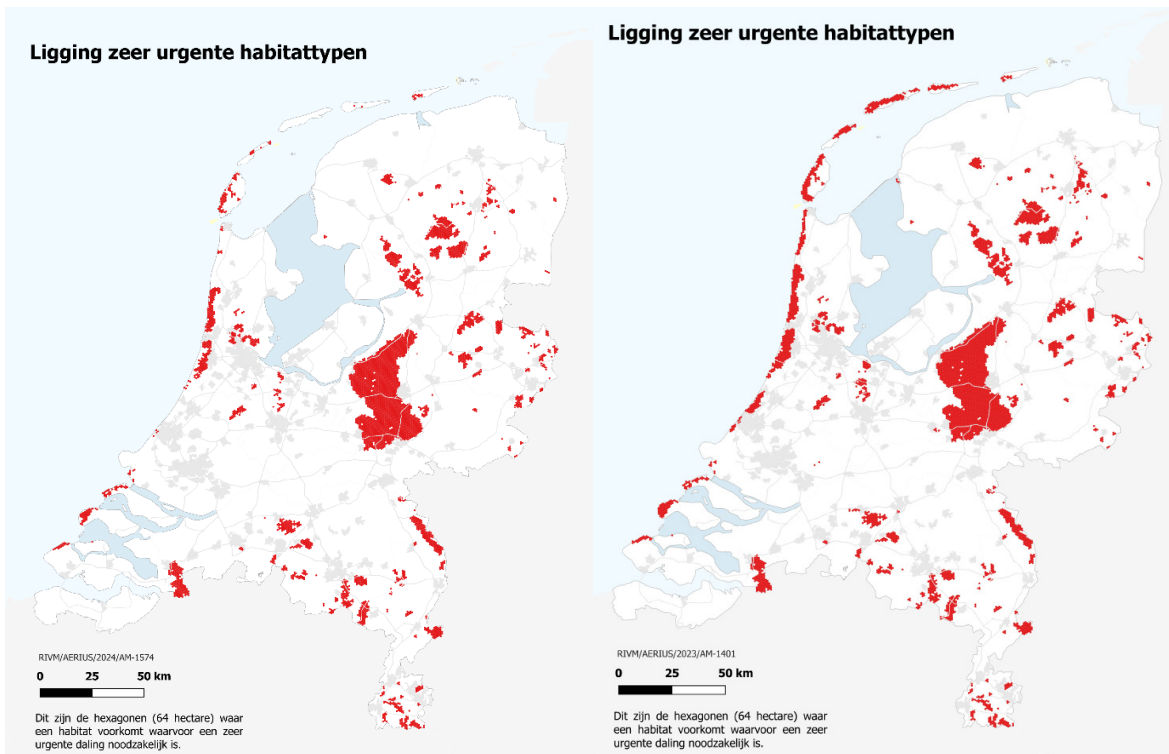 Ligging zeer urgente habitattypen
RIVM/AERIUS/2024/AM-1574
0 25 50 km
Dit zijn de hexagonen (64 hectare) waar
een habitat voorkomt waarvoor een zeer
urgente daling noodzakelijk is.
Ligging zeer urgente habitattypen
RIVM/AERIUS/2023/AM-1401
0 25 50 km
Dit zijn de hexagonen (64 hectare) waar
een habitat voorkomt waarvoor een zeer
urgente daling noodzakelijk is.